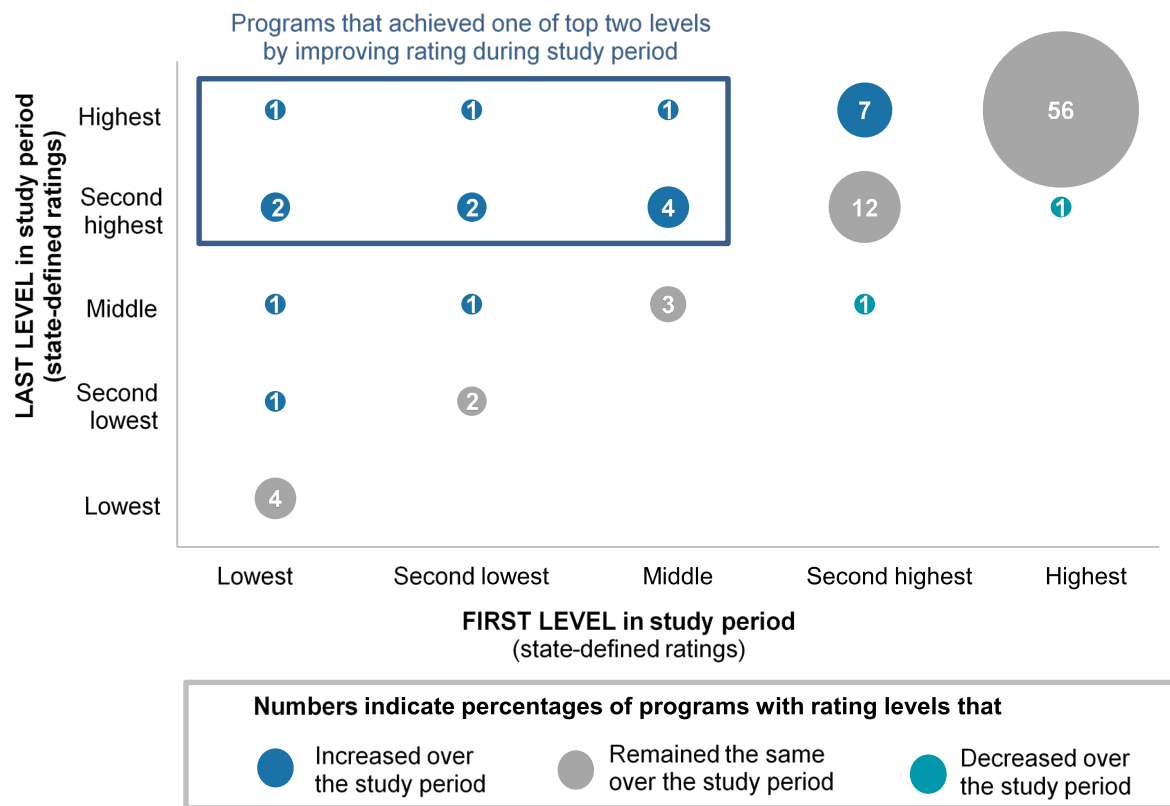 Programs that achieved one of top two levels
by improving rating during study period
LAST LEVEL in study period
(state-defined ratings)
Highest
1
1
1
7
56
Second
highest
2
2
4
12
1
Middle
1
1
3
1
Second
lowest
1
2
Lowest
4
Lowest
Second lowest
Middle
Second highest
Highest
FIRST LEVEL in study period
(state-defined ratings)
Numbers indicate percentages of programs with rating levels that
Increased over
the study period
Remained the same
over the study period
Decreased over
the study period